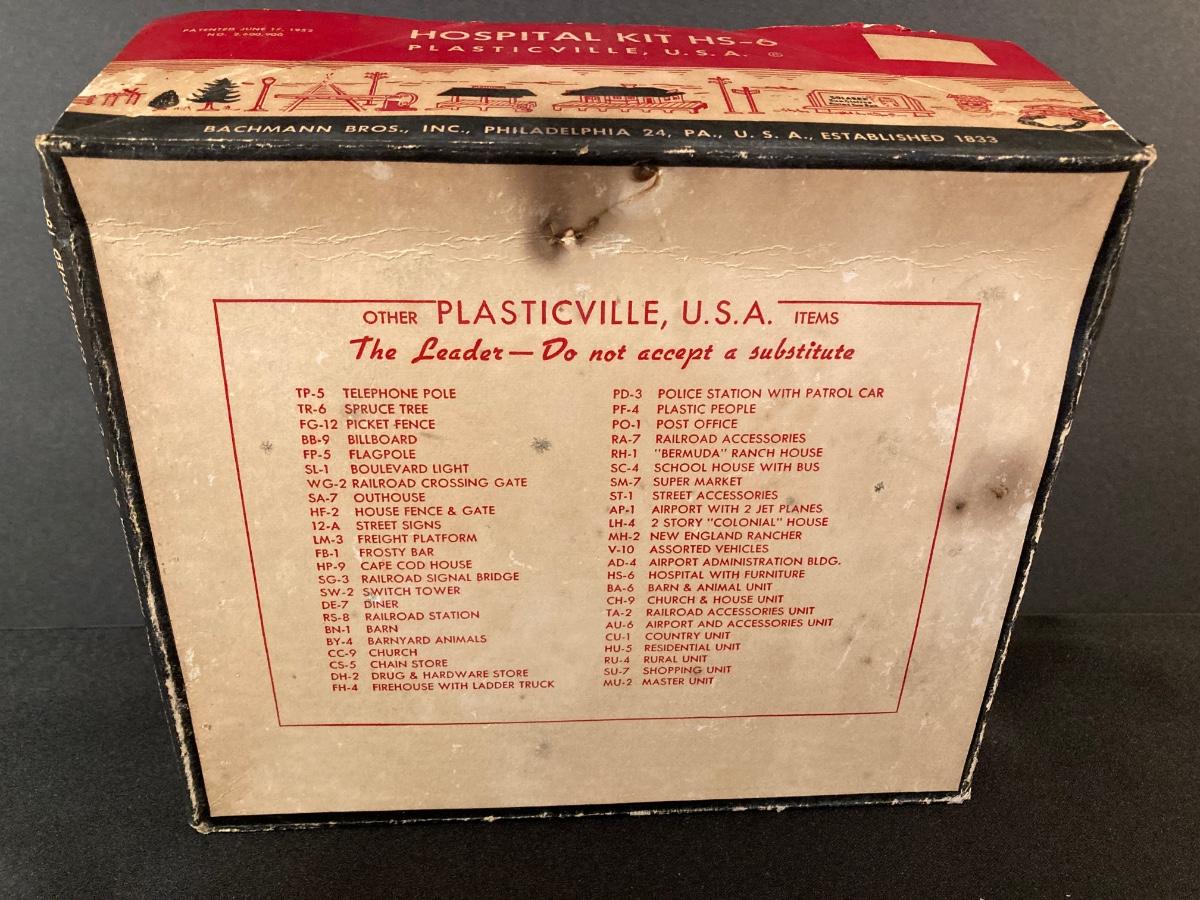 PATENTED JUNE 17, 1952
NO. 2,600,900
HOSPITAL KIT HS-6
PLASTICVILLE, U.S.A. ©
BACHMANN BROS., INC., PHILADELPHIA 24, PA., U. S. A., ESTABLISHED 1833
OTHER PLASTICVILLE, U.S.A. ITEMS
The Leader—Do not accept a substitute
TP-5 TELEPHONE POLE
TR-6 SPRUCE TREE
FG-12 PICKET FENCE
BB-9 BILLBOARD
FP-5 FLAGPOLE
SL-1 BOULEVARD LIGHT
WG-2 RAILROAD CROSSING GATE
SA-7 OUTHOUSE
HF-2 HOUSE FENCE & GATE
12-A STREET SIGNS
LM-3 FREIGHT PLATFORM
FB-1 FROSTY BAR
HP-9 CAPE COD HOUSE
SG-3 RAILROAD SIGNAL BRIDGE
SW-2 SWITCH TOWER
DE-7 DINER
RS-8 RAILROAD STATION
BN-1 BARN
BY-4 BARNYARD ANIMALS
CC-9 CHURCH
CS-5 CHAIN STORE
DH-2 DRUG & HARDWARE STORE
FH-4 FIREHOUSE WITH LADDER TRUCK
PD-3 POLICE STATION WITH PATROL CAR
PF-4 PLASTIC PEOPLE
PO-1 POST OFFICE
RA-7 RAILROAD ACCESSORIES
RH-1 "BERMUDA" RANCH HOUSE
SC-4 SCHOOL HOUSE WITH BUS
SM-7 SUPER MARKET
ST-1 STREET ACCESSORIES
AP-1 AIRPORT WITH 2 JET PLANES
LH-4 2 STORY "COLONIAL" HOUSE
MH-2 NEW ENGLAND RANCHER
V-10 ASSORTED VEHICLES
AD-4 AIRPORT ADMINISTRATION BLDG.
HS-6 HOSPITAL WITH FURNITURE
BA-6 BARN & ANIMAL UNIT
CH-9 CHURCH & HOUSE UNIT
TA-2 RAILROAD ACCESSORIES UNIT
AU-6 AIRPORT AND ACCESSORIES UNIT
CU-1 COUNTRY UNIT
HU-5 RESIDENTIAL UNIT
RU-4 RURAL UNIT
SU-7 SHOPPING UNIT
MU-2 MASTER UNIT